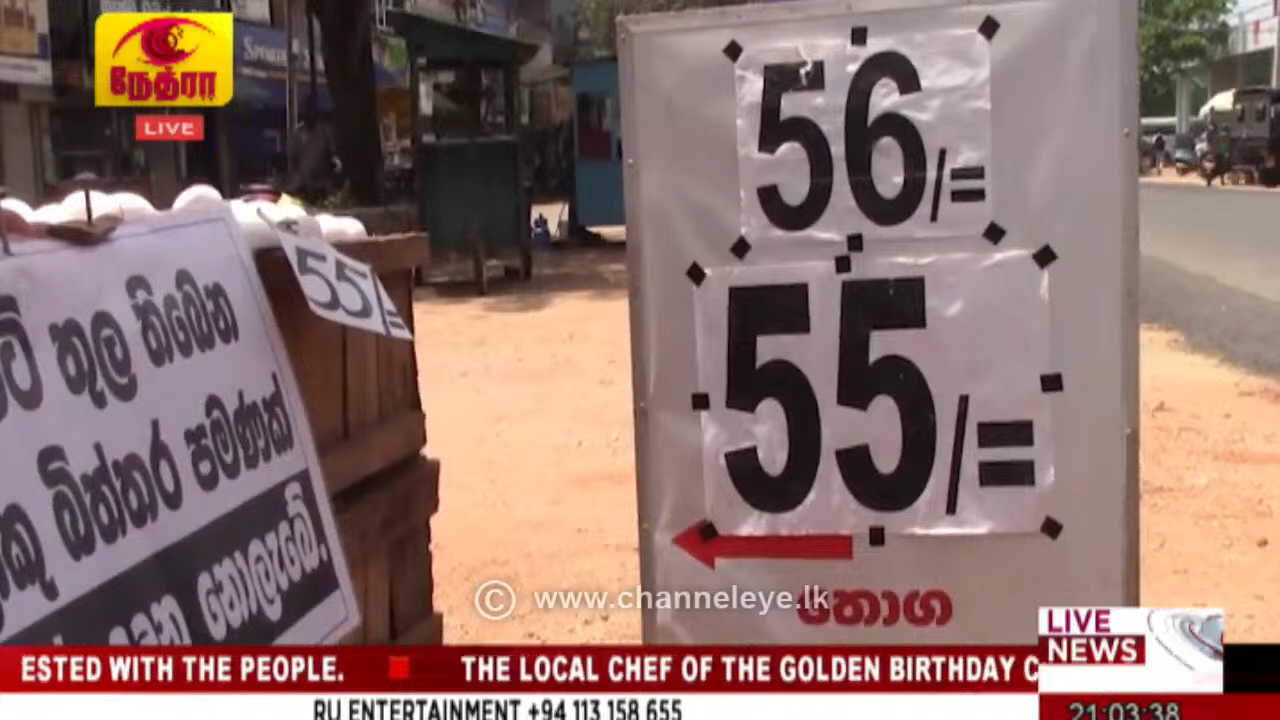 நேத்ரா
LIVE
56/=
55/=
තොග
55/=
තුල තිබෙන
බිත්තර පමණක්
නොලැබේ.
© www.channeleye.lk
ESTED WITH THE PEOPLE. THE LOCAL CHEF OF THE GOLDEN BIRTHDAY C
LIVE
NEWS
RU ENTERTAINMENT +94 113 158 655
21:03:38